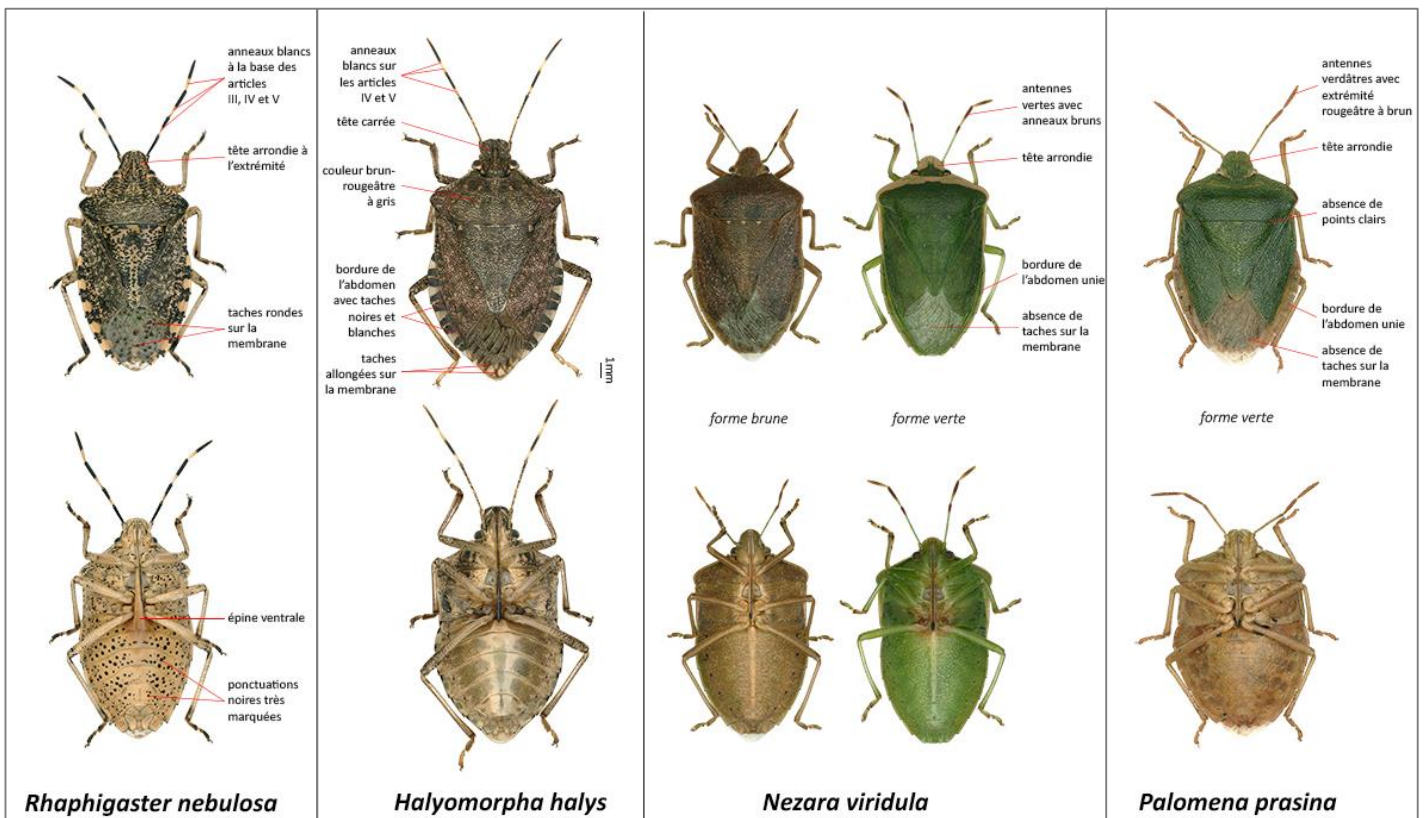 anneaux blancs
à la base des
articles
III, IV et V
tête arrondie à
l'extrémité
taches rondes
sur la
membrane
épine ventrale
ponctuations
noires très
marquées
Rhaphigaster nebulosa
anneaux
blancs sur
les articles
IV et V
tête carrée
couleur brun-
rougeâtre
à gris
bordure de
l'abdomen
avec taches
noires et
blanches
taches
allongées sur
la membrane
1mm
Halyomorpha halys
antennes
vertes avec
anneaux bruns
tête arrondie
bordure de
l'abdomen unie
absence de
taches sur la
membrane
forme brune
forme verte
Nezara viridula
antennes
verdâtres avec
extrémité
rougeâtre à brun
tête arrondie
absence de
points clairs
bordure de
l'abdomen unie
absence de
taches sur la
membrane
forme verte
Palomena prasina